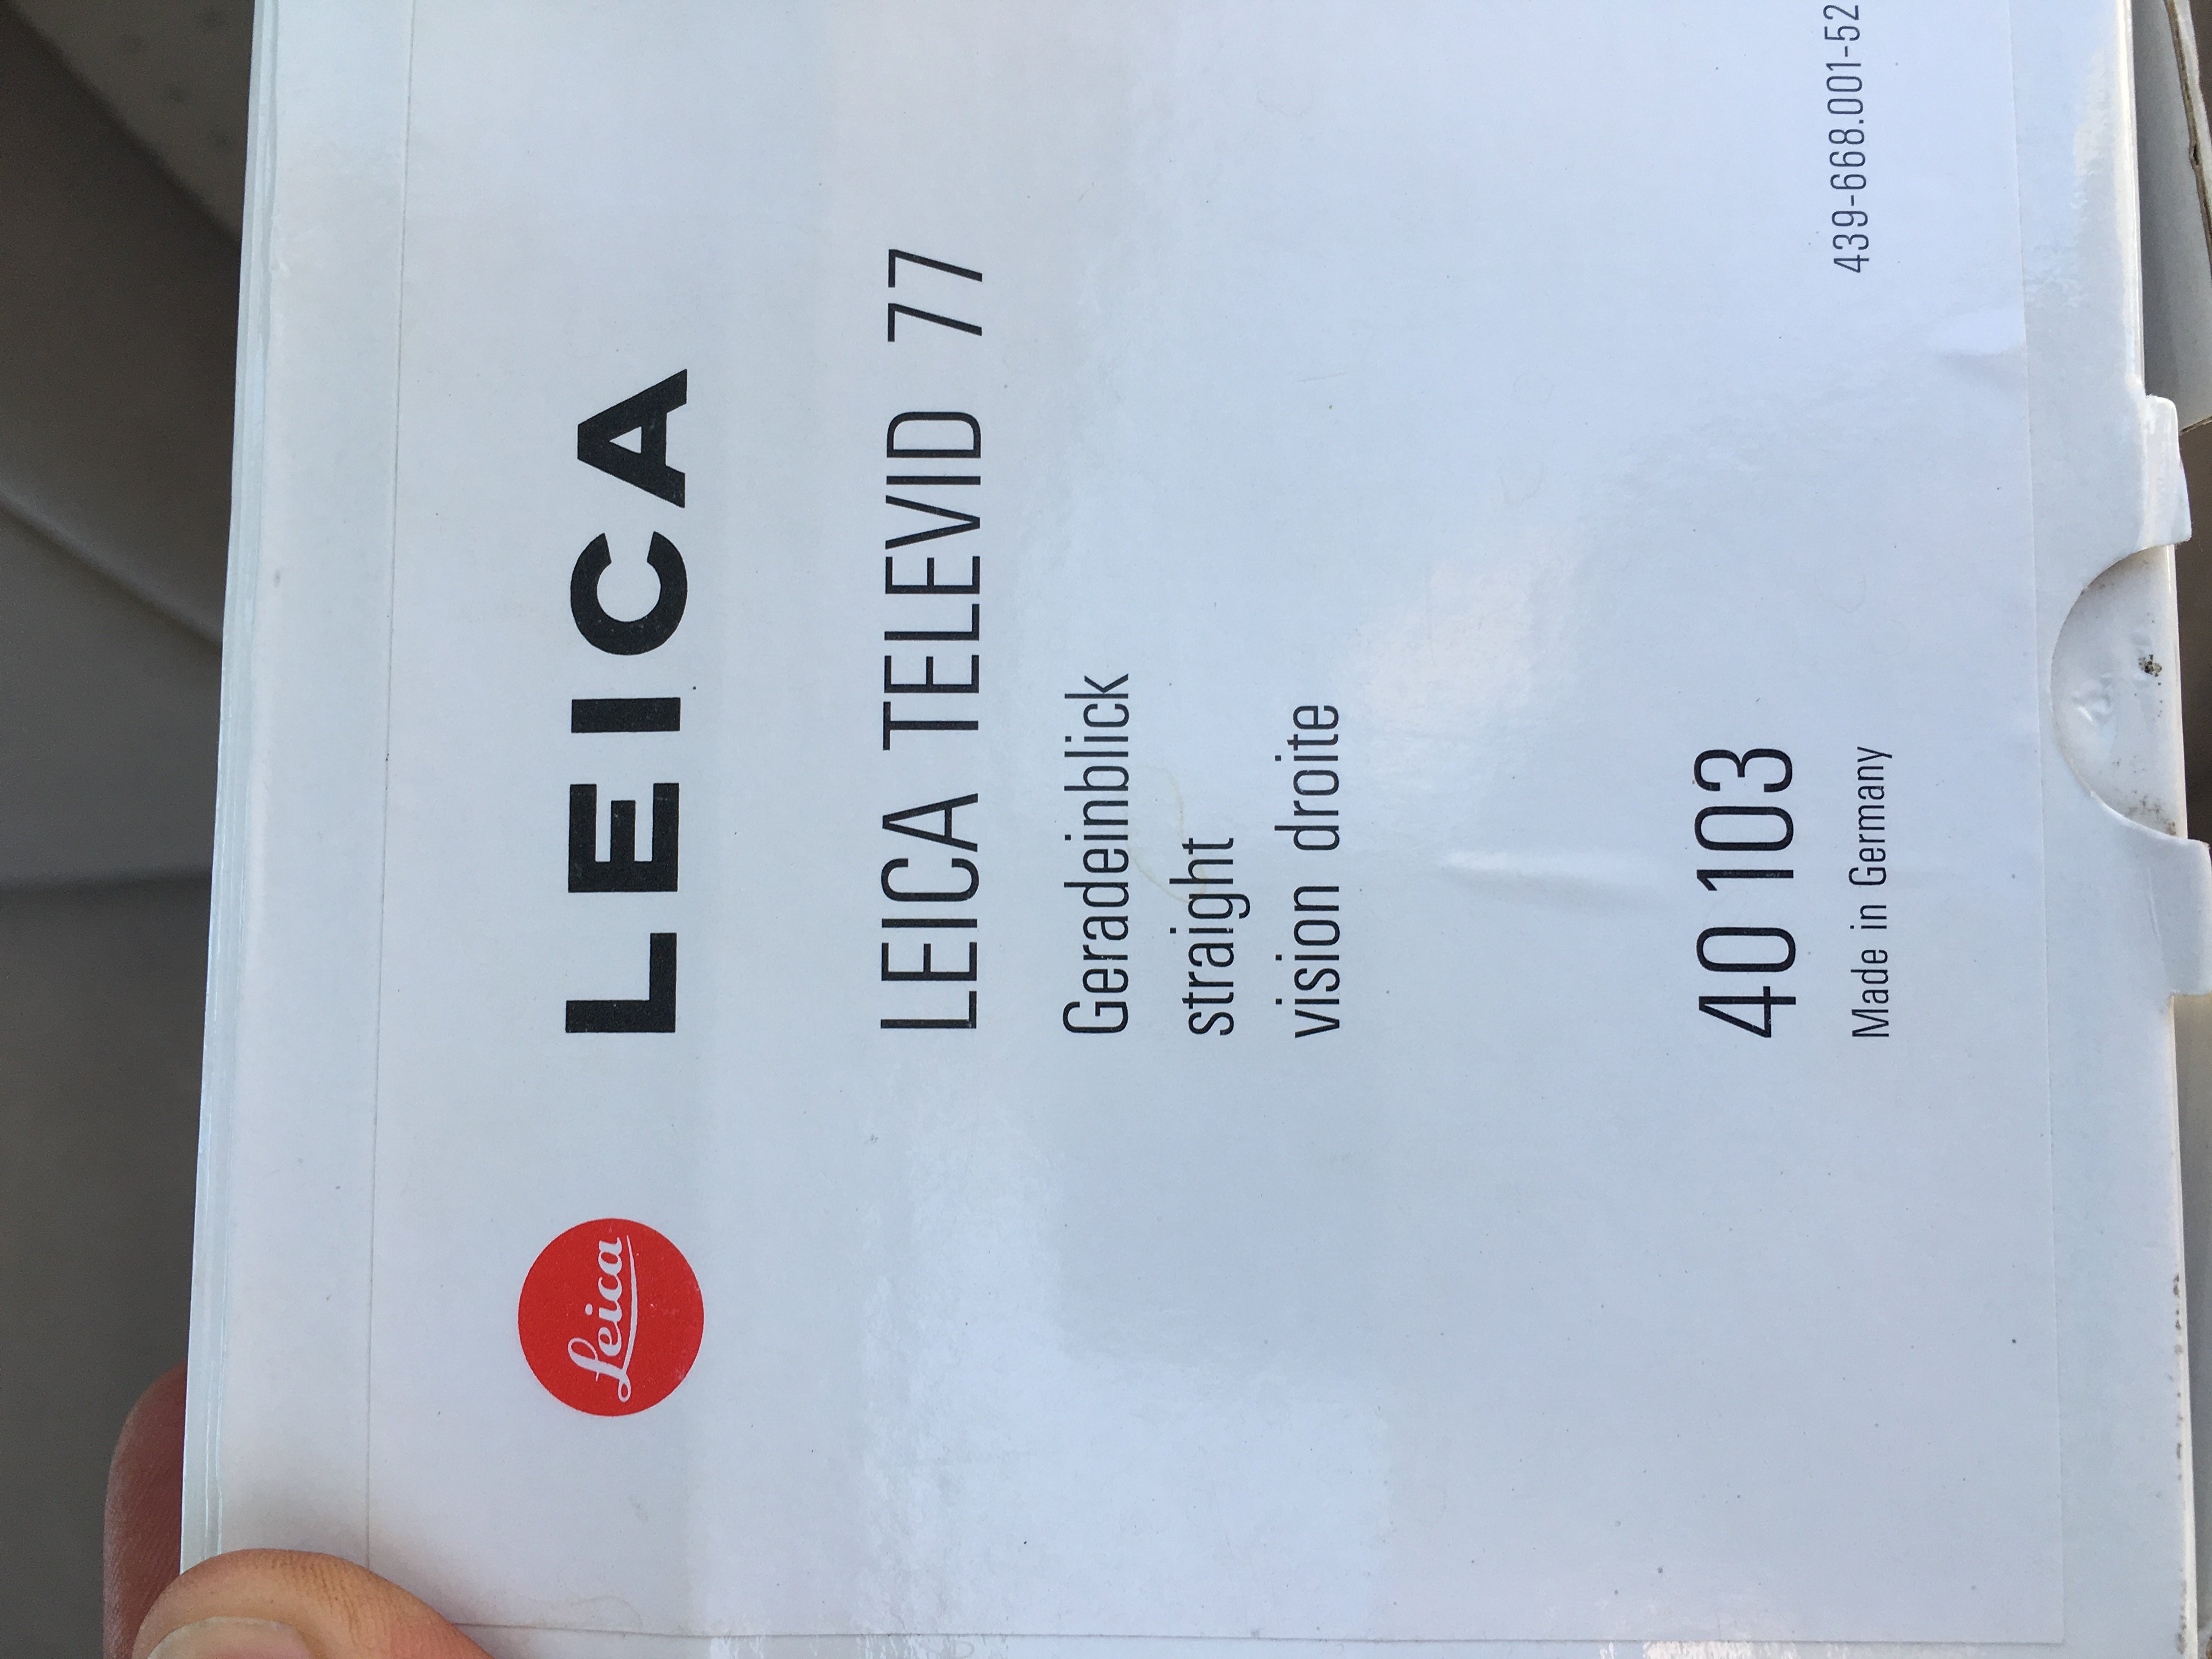 Leica
LEICA
LEICA TELEVID 77
Geradeinblick
straight
vision droite
40 103
Made in Germany
439-668.001-52